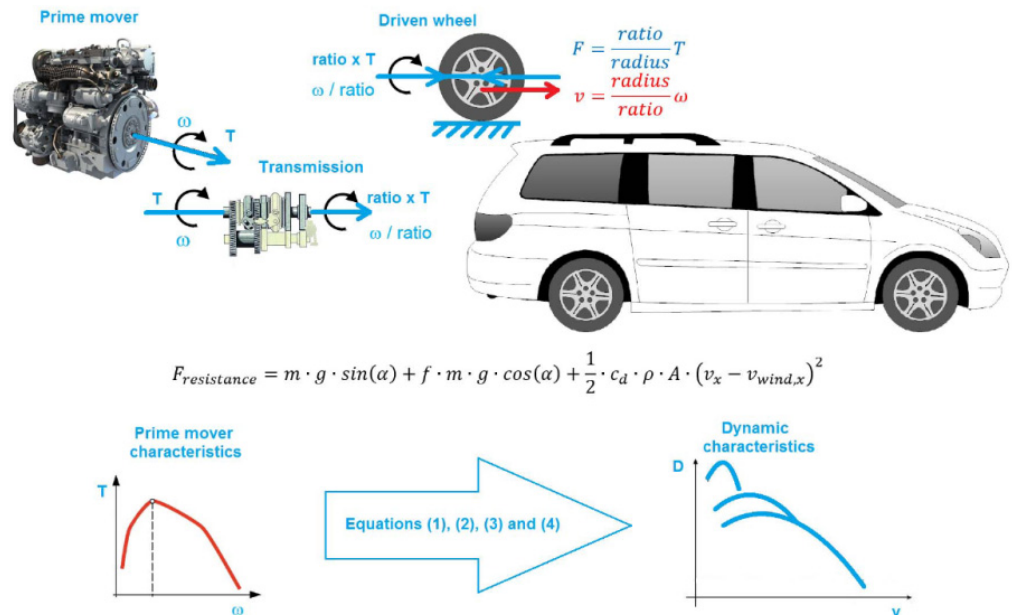 Prime mover
ω
T
Transmission
T
ω
ratio x T
ω / ratio
Driven wheel
ratio x T
ω / ratio
F = ratio/radius T
v = radius/ratio ω
F_resistance = m · g · sin(α) + f · m · g · cos(α) + 1/2 · c_d · ρ · A · (v_x − v_wind,x)^2
Prime mover
characteristics
T
ω
Equations (1), (2), (3) and (4)
Dynamic
characteristics
D
v